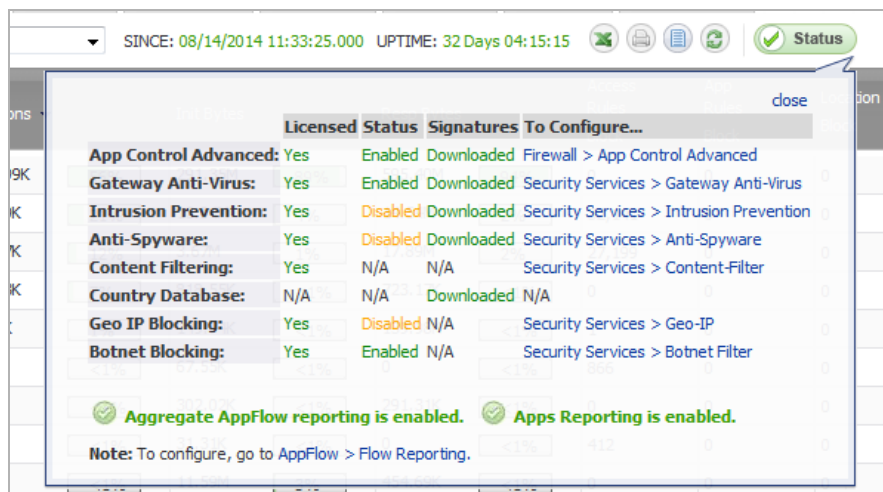 SINCE: 08/14/2014 11:33:25.000 UPTIME: 32 Days 04:15:15 Status
close
Licensed Status Signatures To Configure...
App Control Advanced: Yes Enabled Downloaded Firewall > App Control Advanced
Gateway Anti-Virus: Yes Enabled Downloaded Security Services > Gateway Anti-Virus
Intrusion Prevention: Yes Disabled Downloaded Security Services > Intrusion Prevention
Anti-Spyware: Yes Disabled Downloaded Security Services > Anti-Spyware
Content Filtering: Yes N/A N/A Security Services > Content-Filter
Country Database: N/A N/A Downloaded N/A
Geo IP Blocking: Yes Disabled N/A Security Services > Geo-IP
Botnet Blocking: Yes Enabled N/A Security Services > Botnet Filter
Aggregate AppFlow reporting is enabled. Apps Reporting is enabled.
Note: To configure, go to AppFlow > Flow Reporting.